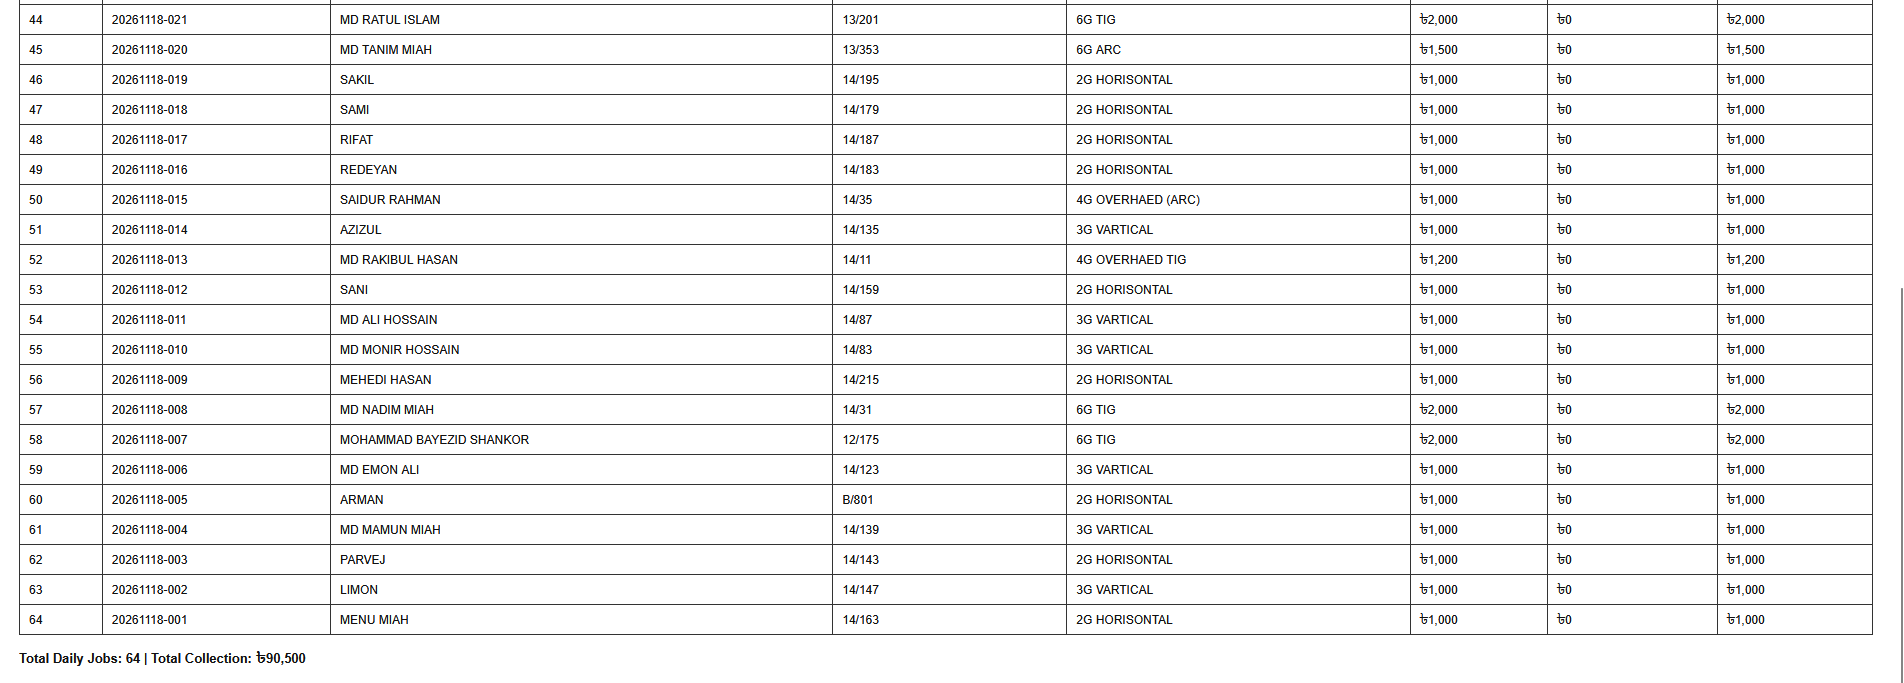 44 20261118-021 MD RATUL ISLAM 13/201 6G TIG ৳2,000 ৳0 ৳2,000
45 20261118-020 MD TANIM MIAH 13/353 6G ARC ৳1,500 ৳0 ৳1,500
46 20261118-019 SAKIL 14/195 2G HORISONTAL ৳1,000 ৳0 ৳1,000
47 20261118-018 SAMI 14/179 2G HORISONTAL ৳1,000 ৳0 ৳1,000
48 20261118-017 RIFAT 14/187 2G HORISONTAL ৳1,000 ৳0 ৳1,000
49 20261118-016 REDEYAN 14/183 2G HORISONTAL ৳1,000 ৳0 ৳1,000
50 20261118-015 SAIDUR RAHMAN 14/35 4G OVERHAED (ARC) ৳1,000 ৳0 ৳1,000
51 20261118-014 AZIZUL 14/135 3G VARTICAL ৳1,000 ৳0 ৳1,000
52 20261118-013 MD RAKIBUL HASAN 14/11 4G OVERHAED TIG ৳1,200 ৳0 ৳1,200
53 20261118-012 SANI 14/159 2G HORISONTAL ৳1,000 ৳0 ৳1,000
54 20261118-011 MD ALI HOSSAIN 14/87 3G VARTICAL ৳1,000 ৳0 ৳1,000
55 20261118-010 MD MONIR HOSSAIN 14/83 3G VARTICAL ৳1,000 ৳0 ৳1,000
56 20261118-009 MEHEDI HASAN 14/215 2G HORISONTAL ৳1,000 ৳0 ৳1,000
57 20261118-008 MD NADIM MIAH 14/31 6G TIG ৳2,000 ৳0 ৳2,000
58 20261118-007 MOHAMMAD BAYEZID SHANKOR 12/175 6G TIG ৳2,000 ৳0 ৳2,000
59 20261118-006 MD EMON ALI 14/123 3G VARTICAL ৳1,000 ৳0 ৳1,000
60 20261118-005 ARMAN B/801 2G HORISONTAL ৳1,000 ৳0 ৳1,000
61 20261118-004 MD MAMUN MIAH 14/139 3G VARTICAL ৳1,000 ৳0 ৳1,000
62 20261118-003 PARVEJ 14/143 2G HORISONTAL ৳1,000 ৳0 ৳1,000
63 20261118-002 LIMON 14/147 3G VARTICAL ৳1,000 ৳0 ৳1,000
64 20261118-001 MENU MIAH 14/163 2G HORISONTAL ৳1,000 ৳0 ৳1,000
Total Daily Jobs: 64 | Total Collection: ৳90,500